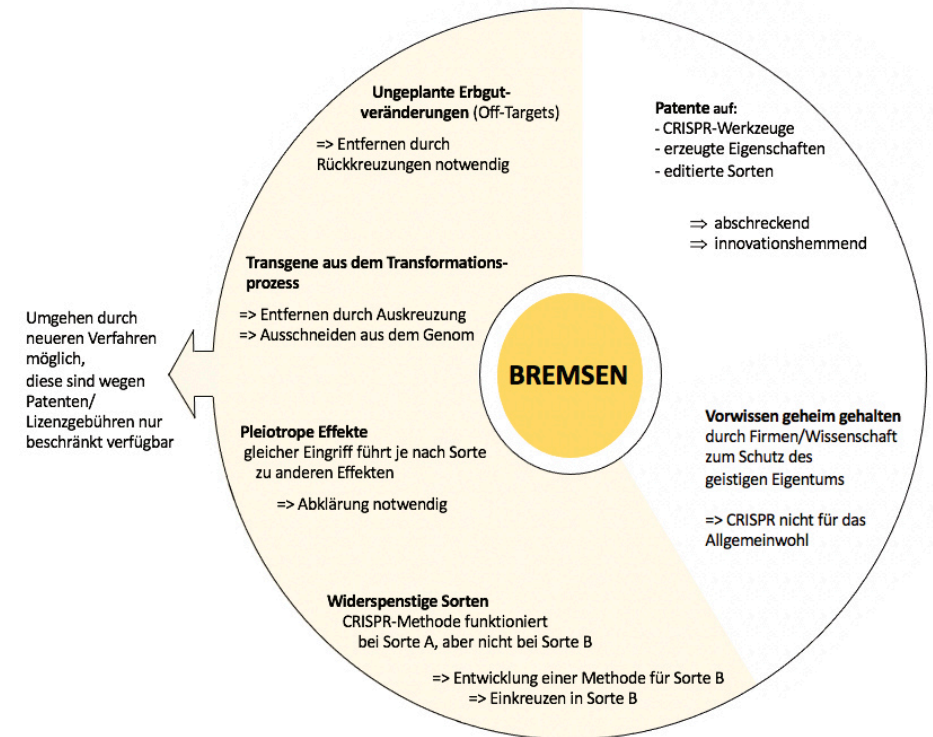 Ungeplante Erbgut-
veränderungen (Off-Targets)
=> Entfernen durch
Rückkreuzungen notwendig
Transgene aus dem Transformations-
prozess
=> Entfernen durch Auskreuzung
=> Ausschneiden aus dem Genom
Umgehen durch
neueren Verfahren
möglich,
diese sind wegen
Patenten/
Lizenzgebühren nur
beschränkt verfügbar
Pleiotrope Effekte
gleicher Eingriff führt je nach Sorte
zu anderen Effekten
=> Abklärung notwendig
Widerspenstige Sorten
CRISPR-Methode funktioniert
bei Sorte A, aber nicht bei Sorte B
=> Entwicklung einer Methode für Sorte B
=> Einkreuzen in Sorte B
BREMSEN
Patente auf:
- CRISPR-Werkzeuge
- erzeugte Eigenschaften
- editierte Sorten
⇒ abschreckend
⇒ innovationshemmend
Vorwissen geheim gehalten
durch Firmen/Wissenschaft
zum Schutz des
geistigen Eigentums
=> CRISPR nicht für das
Allgemeinwohl